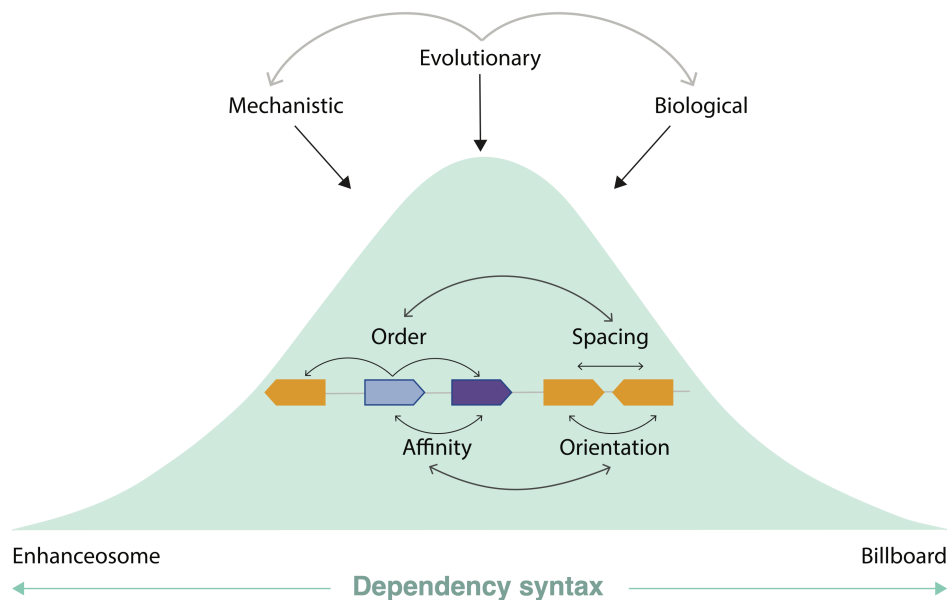 Evolutionary
Mechanistic
Biological
Order
Spacing
Affinity
Orientation
Enhanceosome
Billboard
Dependency syntax